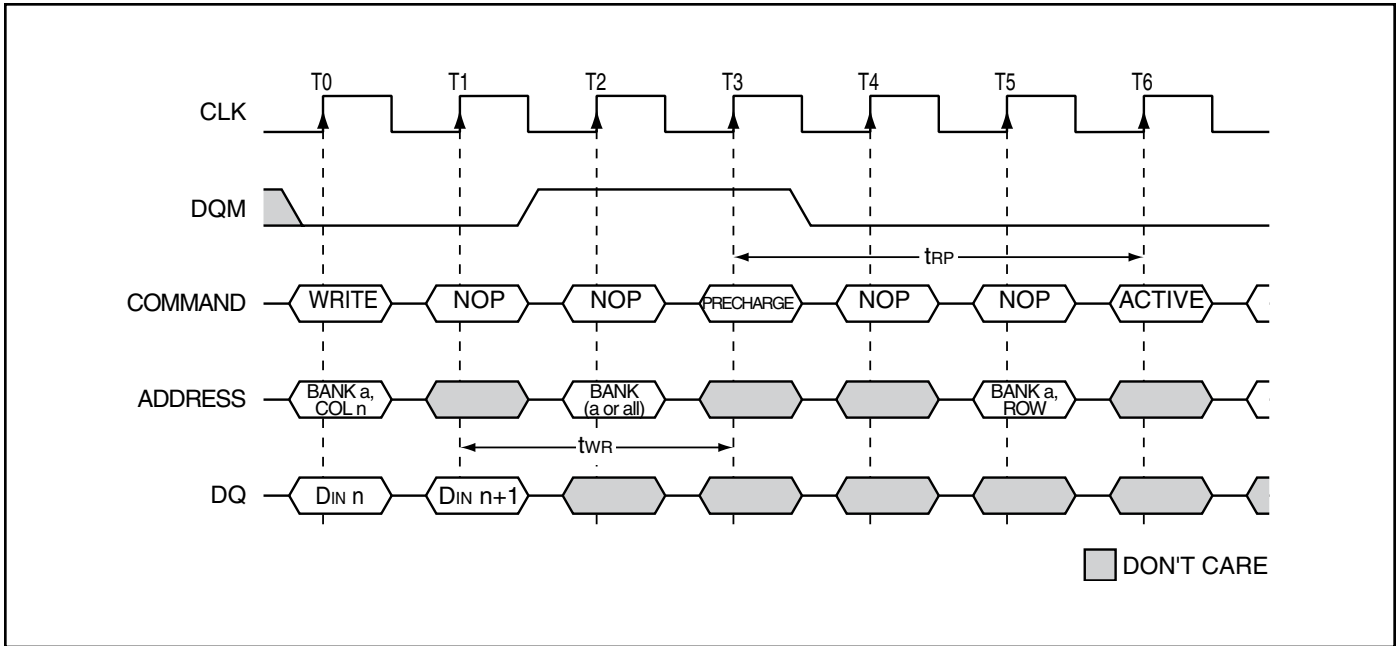 T0 T1 T2 T3 T4 T5 T6
CLK
DQM
tRP
COMMAND WRITE NOP NOP PRECHARGE NOP NOP ACTIVE
ADDRESS BANK a, COL n BANK (a or all) BANK a, ROW
tWR
DQ DIN n DIN n+1
DON'T CARE